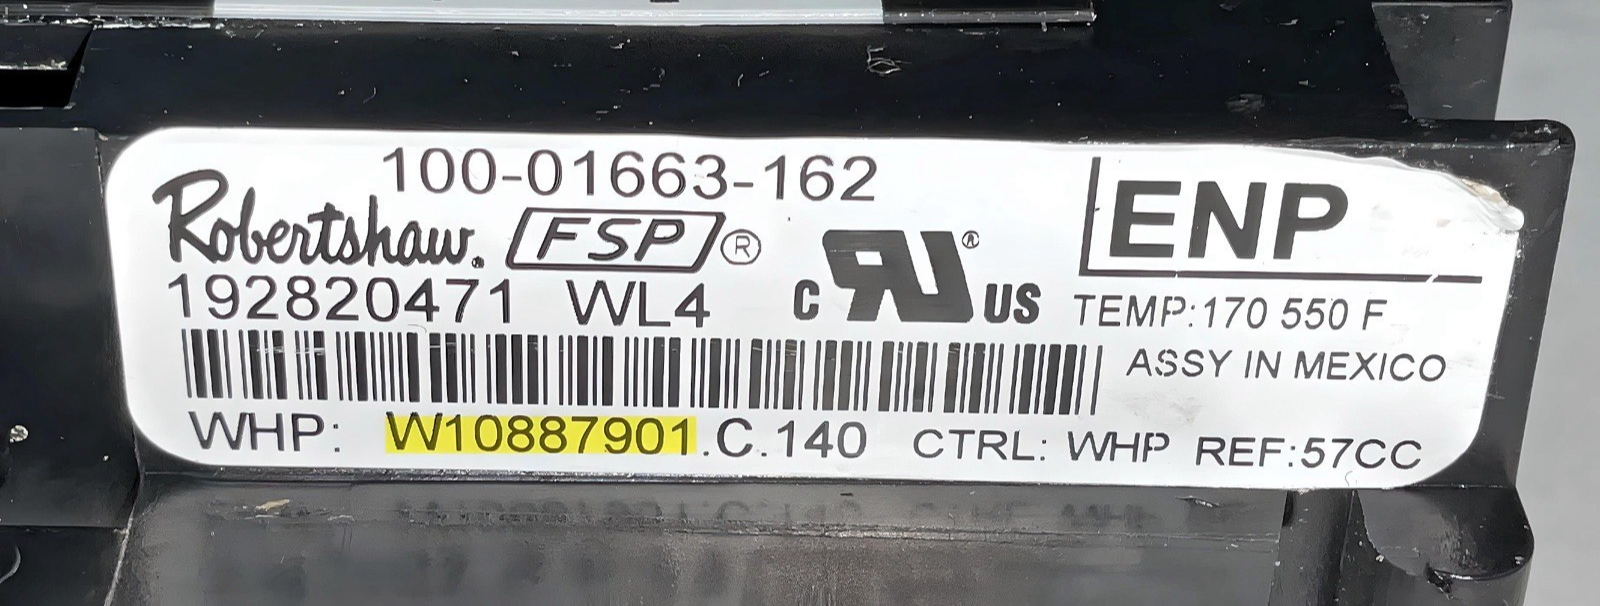 100-01663-162
Robertshaw. FSP®
ENP
192820471 WL4
c RU® US
TEMP:170 550 F
ASSY IN MEXICO
WHP: W10887901.C.140 CTRL: WHP REF:57CC